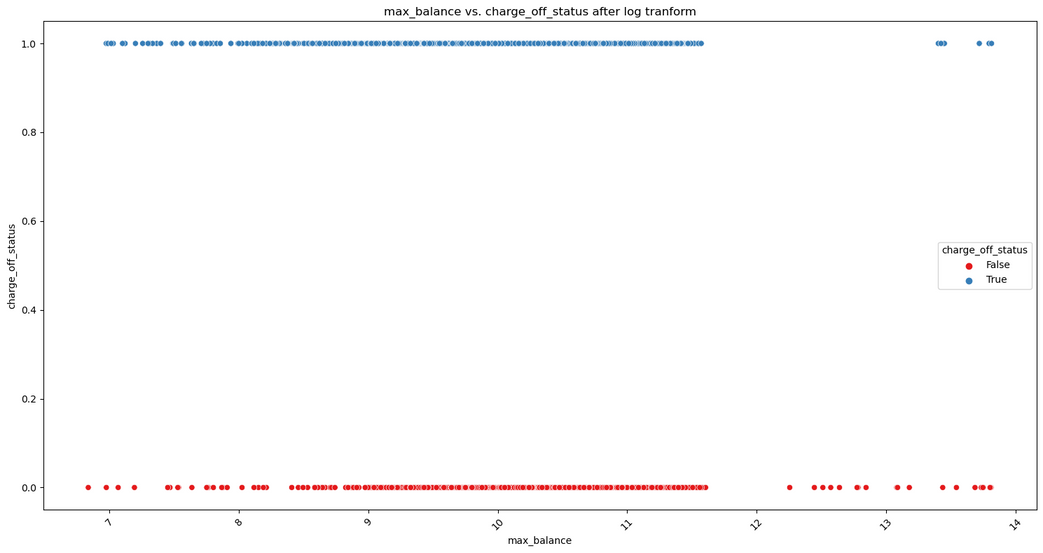 max_balance vs. charge_off_status after log tranform
1.0
0.8
0.6
0.4
0.2
0.0
charge_off_status
charge_off_status
False
True
7
8
9
10
11
12
13
14
max_balance